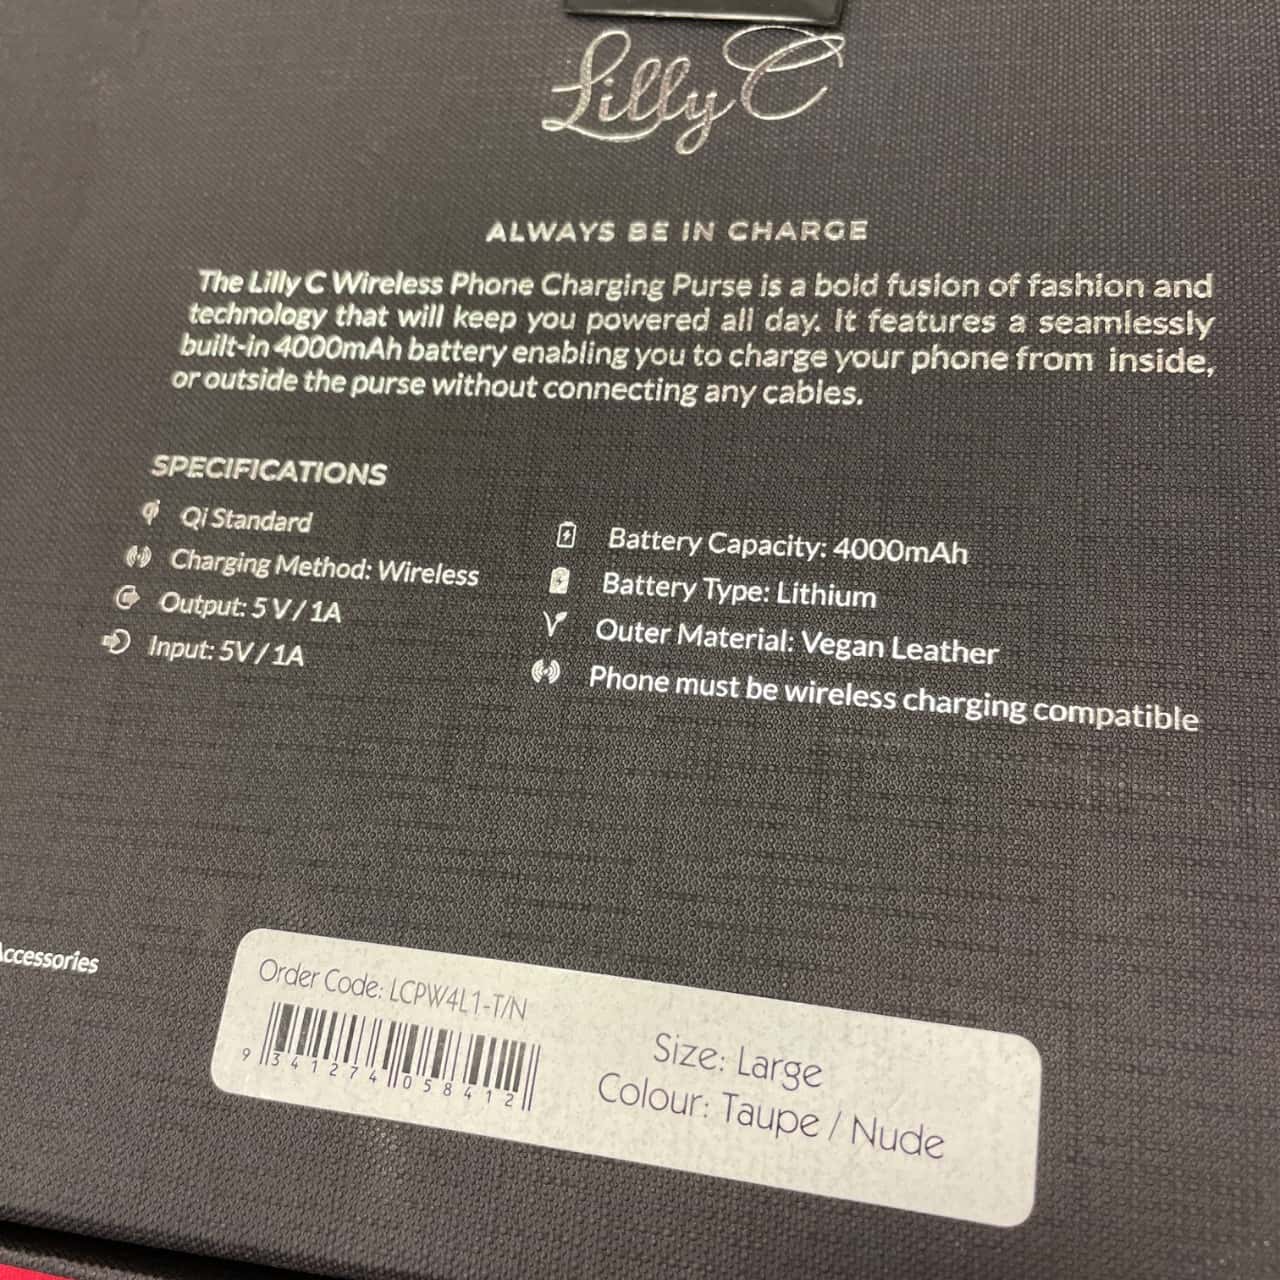 Lilly C
ALWAYS BE IN CHARGE
The Lilly C Wireless Phone Charging Purse is a bold fusion of fashion and
technology that will keep you powered all day. It features a seamlessly
built-in 4000mAh battery enabling you to charge your phone from inside,
or outside the purse without connecting any cables.
SPECIFICATIONS
Qi Standard
Charging Method: Wireless
Output: 5 V / 1A
Input: 5V / 1A
Battery Capacity: 4000mAh
Battery Type: Lithium
Outer Material: Vegan Leather
Phone must be wireless charging compatible
Accessories
Order Code: LCPW4L1-T/N
9 341274 058412
Size: Large
Colour: Taupe / Nude